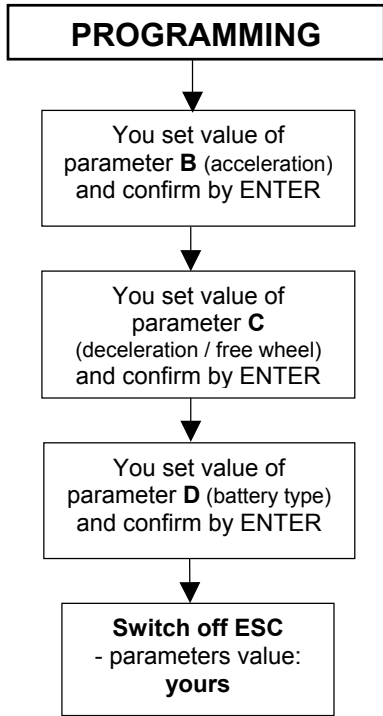 PROGRAMMING
You set value of
parameter B (acceleration)
and confirm by ENTER
You set value of
parameter C
(deceleration / free wheel)
and confirm by ENTER
You set value of
parameter D (battery type)
and confirm by ENTER
Switch off ESC
- parameters value:
yours